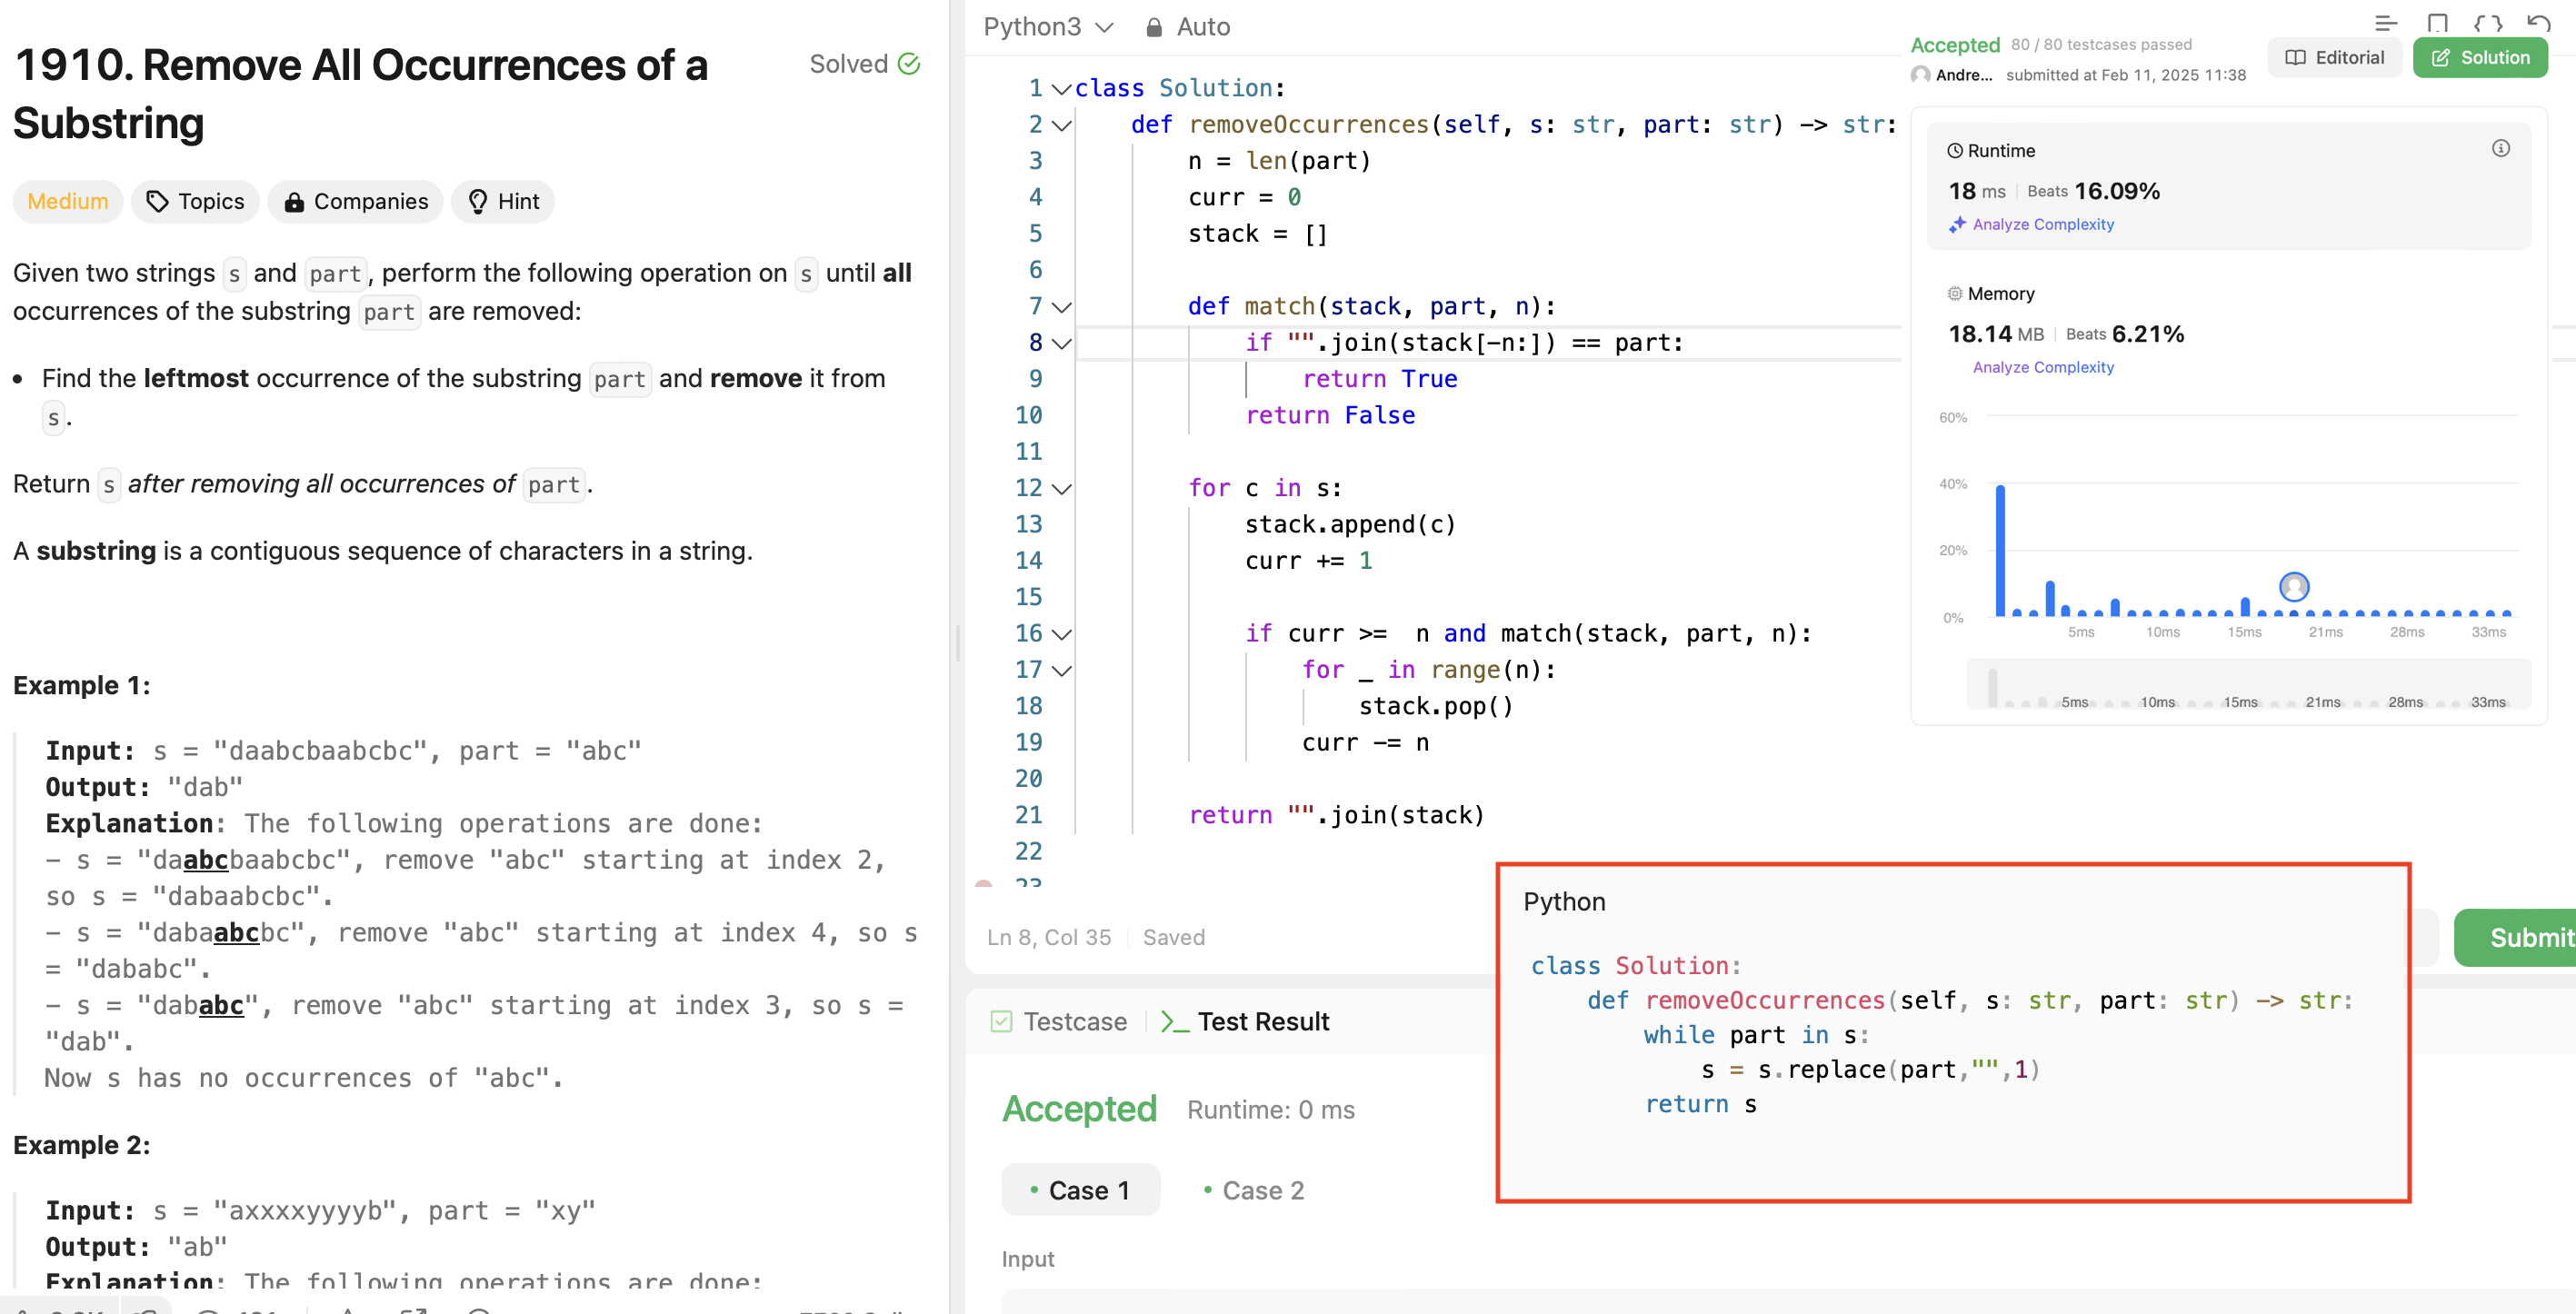 1910. Remove All Occurrences of a
Substring
Solved
Medium
Topics
Companies
Hint
Given two strings s and part, perform the following operation on s until all
occurrences of the substring part are removed:
• Find the leftmost occurrence of the substring part and remove it from
s.
Return s after removing all occurrences of part.
A substring is a contiguous sequence of characters in a string.
Example 1:
Input: s = "daabcbaabcbc", part = "abc"
Output: "dab"
Explanation: The following operations are done:
- s = "daabcbaabcbc", remove "abc" starting at index 2,
so s = "dabaabcbc".
- s = "dabaabcbc", remove "abc" starting at index 4, so s
= "dababc".
- s = "dababc", remove "abc" starting at index 3, so s =
"dab".
Now s has no occurrences of "abc".
Example 2:
Input: s = "axxxxyyyyb", part = "xy"
Output: "ab"
Explanation: The following operations are done:
Python3
Auto
1 class Solution:
2 def removeOccurrences(self, s: str, part: str) -> str:
3 n = len(part)
4 curr = 0
5 stack = []
6
7 def match(stack, part, n):
8 if "".join(stack[-n:]) == part:
9 return True
10 return False
11
12 for c in s:
13 stack.append(c)
14 curr += 1
15
16 if curr >=  n and match(stack, part, n):
17 for _ in range(n):
18 stack.pop()
19 curr -= n
20
21 return "".join(stack)
22
23
Ln 8, Col 35
Saved
Accepted 80 / 80 testcases passed
Andre... submitted at Feb 11, 2025 11:38
Editorial
Solution
Runtime
18 ms Beats 16.09%
Analyze Complexity
Memory
18.14 MB Beats 6.21%
Analyze Complexity
60%
40%
20%
0%
5ms 10ms 15ms 21ms 28ms 33ms
5ms 10ms 15ms 21ms 28ms 33ms
Python
class Solution:
def removeOccurrences(self, s: str, part: str) -> str:
while part in s:
s = s.replace(part,"",1)
return s
Submit
Testcase
Test Result
Accepted Runtime: 0 ms
• Case 1
• Case 2
Input